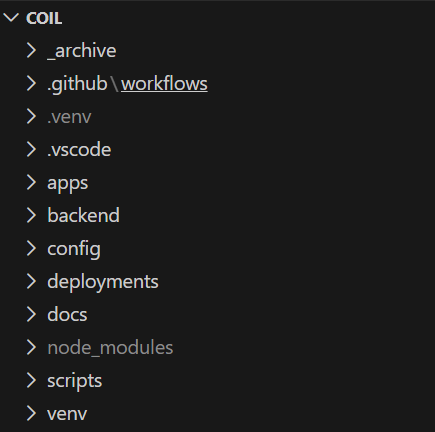 COIL
_archive
.github\workflows
.venv
.vscode
apps
backend
config
deployments
docs
node_modules
scripts
venv